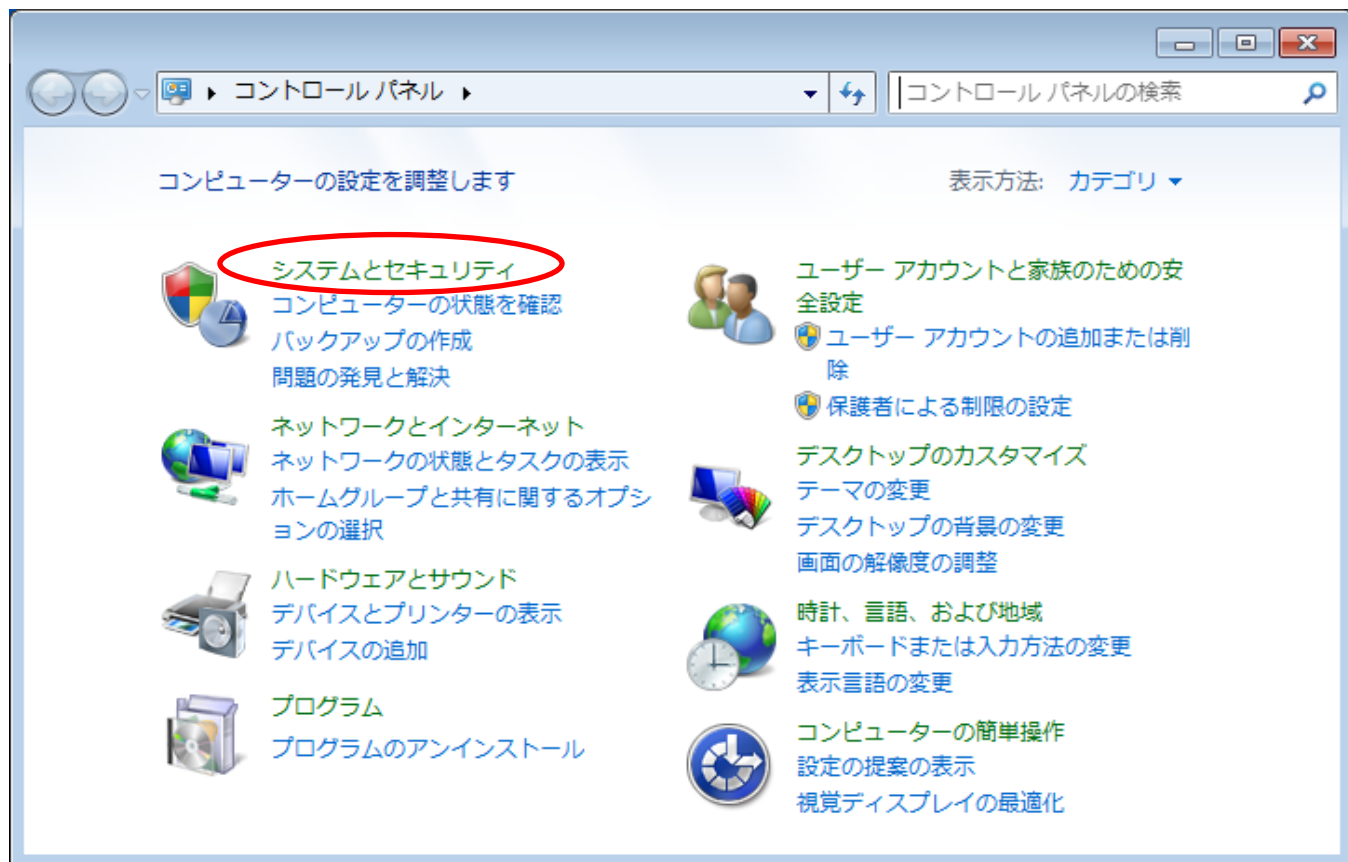 コントロール パネル
コントロール パネルの検索
コンピューターの設定を調整します
表示方法: カテゴリ
システムとセキュリティ
コンピューターの状態を確認
バックアップの作成
問題の発見と解決
ネットワークとインターネット
ネットワークの状態とタスクの表示
ホームグループと共有に関するオプシ
ョンの選択
ハードウェアとサウンド
デバイスとプリンターの表示
デバイスの追加
プログラム
プログラムのアンインストール
ユーザー アカウントと家族のための安
全設定
ユーザー アカウントの追加または削
除
保護者による制限の設定
デスクトップのカスタマイズ
テーマの変更
デスクトップの背景の変更
画面の解像度の調整
時計、言語、および地域
キーボードまたは入力方法の変更
表示言語の変更
コンピューターの簡単操作
設定の提案の表示
視覚ディスプレイの最適化